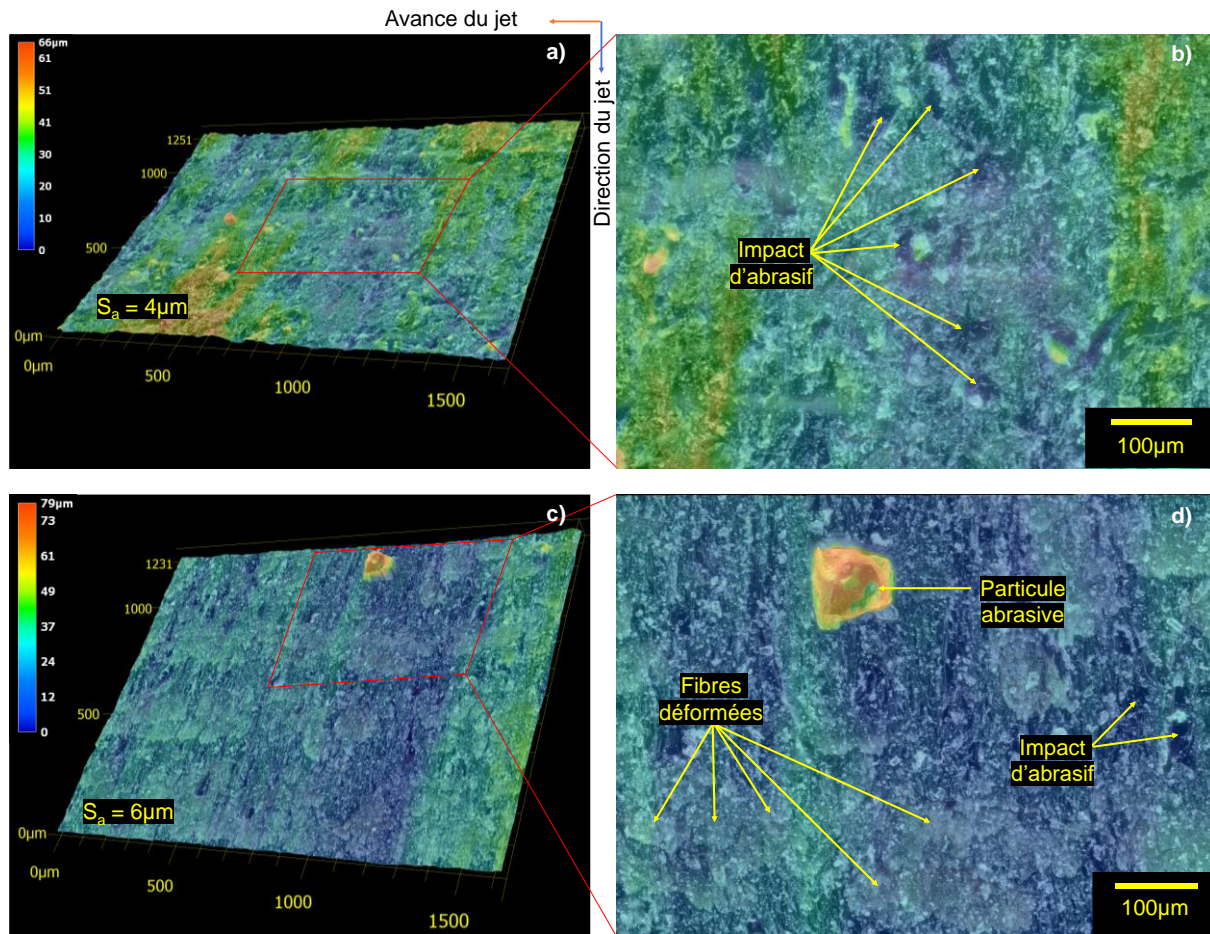 Avance du jet
Direction du jet
66µm
61
51
41
30
20
10
0
a)
1251
1000
500
0µm
0µm
500
1000
1500
Sₐ = 4µm
b)
Impact
d'abrasif
100µm
79µm
73
61
49
37
24
12
0
c)
1231
1000
500
0µm
0µm
500
1000
1500
Sₐ = 6µm
d)
Particule
abrasive
Fibres
déformées
Impact
d'abrasif
100µm